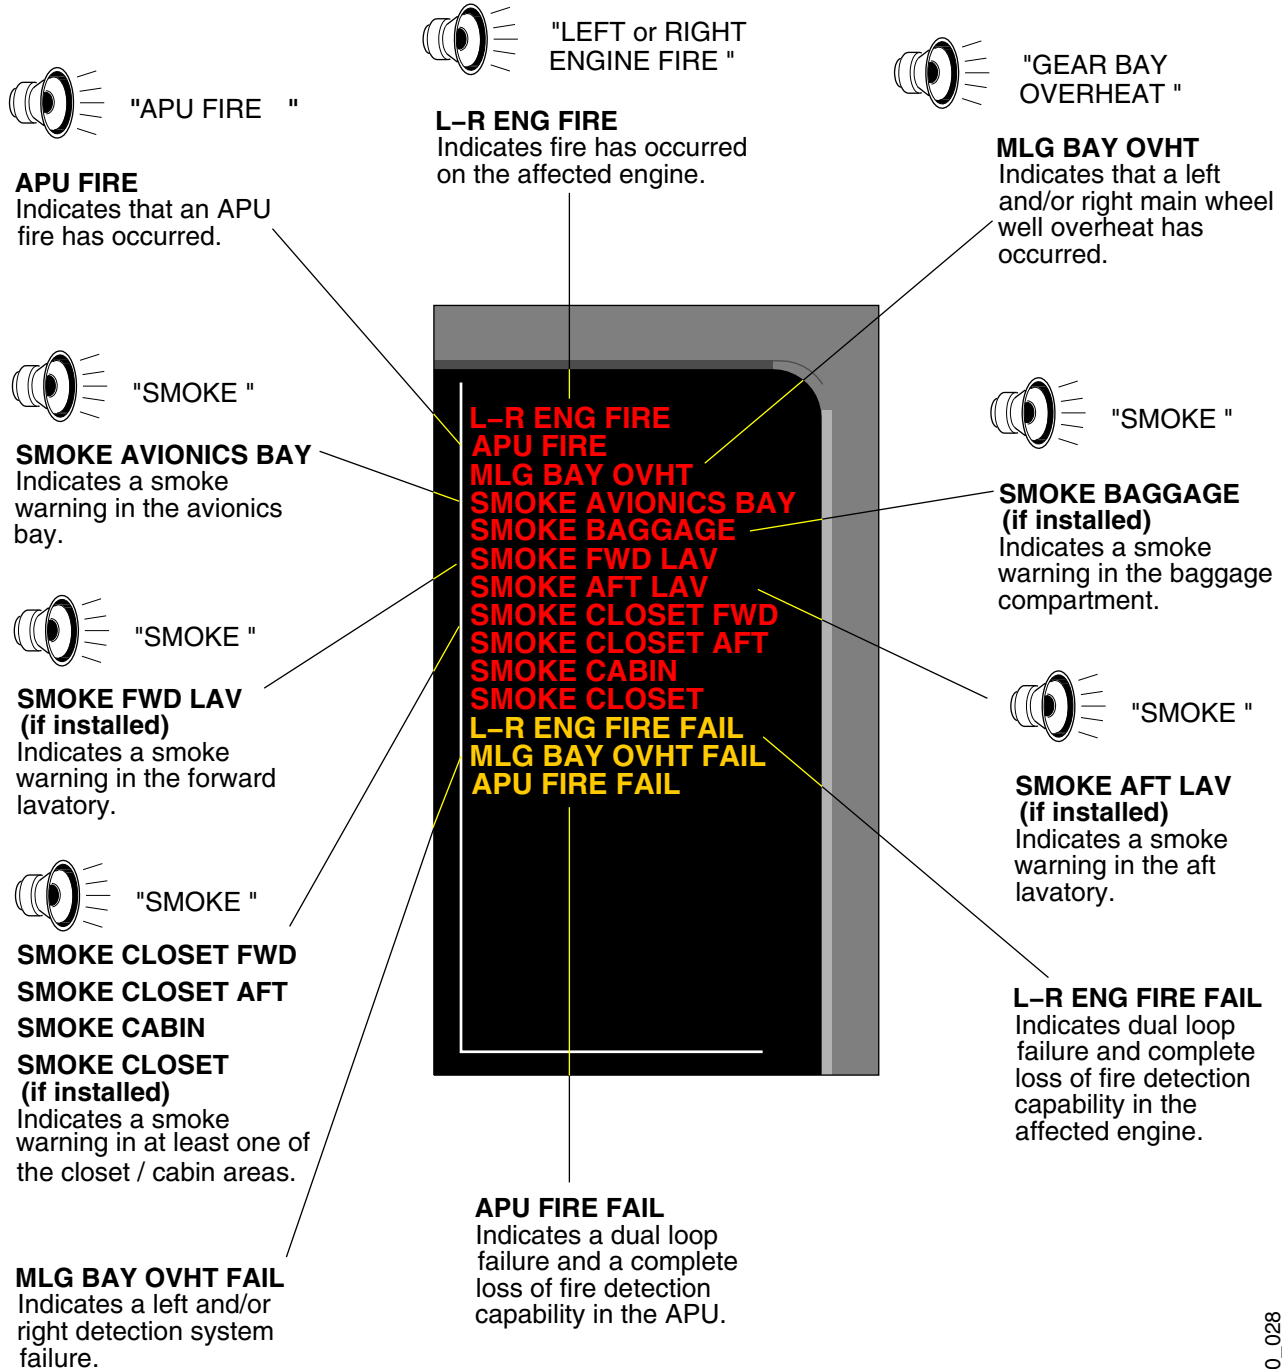 "LEFT or RIGHT
ENGINE FIRE "
L–R ENG FIRE
Indicates fire has occurred
on the affected engine.
"GEAR BAY
OVERHEAT "
MLG BAY OVHT
Indicates that a left
and/or right main wheel
well overheat has
occurred.
"APU FIRE "
APU FIRE
Indicates that an APU
fire has occurred.
"SMOKE "
SMOKE AVIONICS BAY
Indicates a smoke
warning in the avionics
bay.
"SMOKE "
SMOKE FWD LAV
(if installed)
Indicates a smoke
warning in the forward
lavatory.
"SMOKE "
SMOKE CLOSET FWD
SMOKE CLOSET AFT
SMOKE CABIN
SMOKE CLOSET
(if installed)
Indicates a smoke
warning in at least one of
the closet / cabin areas.
MLG BAY OVHT FAIL
Indicates a left and/or
right detection system
failure.
L–R ENG FIRE
APU FIRE
MLG BAY OVHT
SMOKE AVIONICS BAY
SMOKE BAGGAGE
SMOKE FWD LAV
SMOKE AFT LAV
SMOKE CLOSET FWD
SMOKE CLOSET AFT
SMOKE CABIN
SMOKE CLOSET
L–R ENG FIRE FAIL
MLG BAY OVHT FAIL
APU FIRE FAIL
APU FIRE FAIL
Indicates a dual loop
failure and a complete
loss of fire detection
capability in the APU.
"SMOKE "
SMOKE BAGGAGE
(if installed)
Indicates a smoke
warning in the baggage
compartment.
"SMOKE "
SMOKE AFT LAV
(if installed)
Indicates a smoke
warning in the aft
lavatory.
L–R ENG FIRE FAIL
Indicates dual loop
failure and complete
loss of fire detection
capability in the
affected engine.
0_028